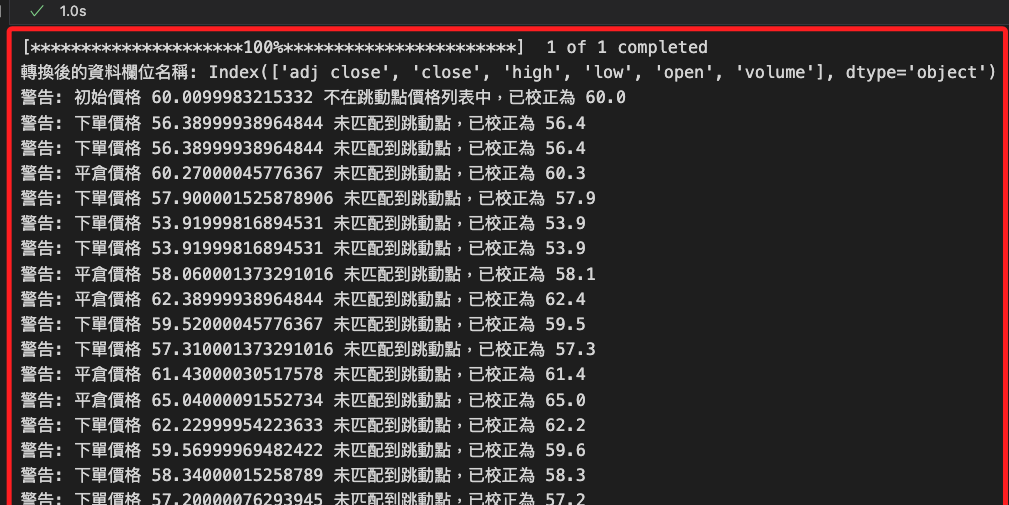 1.0s
[*********************100%***********************]  1 of 1 completed
轉換後的資料欄位名稱: Index(['adj close', 'close', 'high', 'low', 'open', 'volume'], dtype='object')
警告: 初始價格 60.0099983215332 不在跳動點價格列表中，已校正為 60.0
警告: 下單價格 56.38999938964844 未匹配到跳動點，已校正為 56.4
警告: 下單價格 56.38999938964844 未匹配到跳動點，已校正為 56.4
警告: 平倉價格 60.27000045776367 未匹配到跳動點，已校正為 60.3
警告: 下單價格 57.900001525878906 未匹配到跳動點，已校正為 57.9
警告: 下單價格 53.91999816894531 未匹配到跳動點，已校正為 53.9
警告: 下單價格 53.91999816894531 未匹配到跳動點，已校正為 53.9
警告: 平倉價格 58.060001373291016 未匹配到跳動點，已校正為 58.1
警告: 平倉價格 62.38999938964844 未匹配到跳動點，已校正為 62.4
警告: 下單價格 59.52000045776367 未匹配到跳動點，已校正為 59.5
警告: 下單價格 57.310001373291016 未匹配到跳動點，已校正為 57.3
警告: 平倉價格 61.43000030517578 未匹配到跳動點，已校正為 61.4
警告: 平倉價格 65.04000091552734 未匹配到跳動點，已校正為 65.0
警告: 下單價格 62.22999954223633 未匹配到跳動點，已校正為 62.2
警告: 下單價格 59.56999969482422 未匹配到跳動點，已校正為 59.6
警告: 下單價格 58.34000015258789 未匹配到跳動點，已校正為 58.3
警告: 下單價格 57.20000076293945 未匹配到跳動點，已校正為 57.2